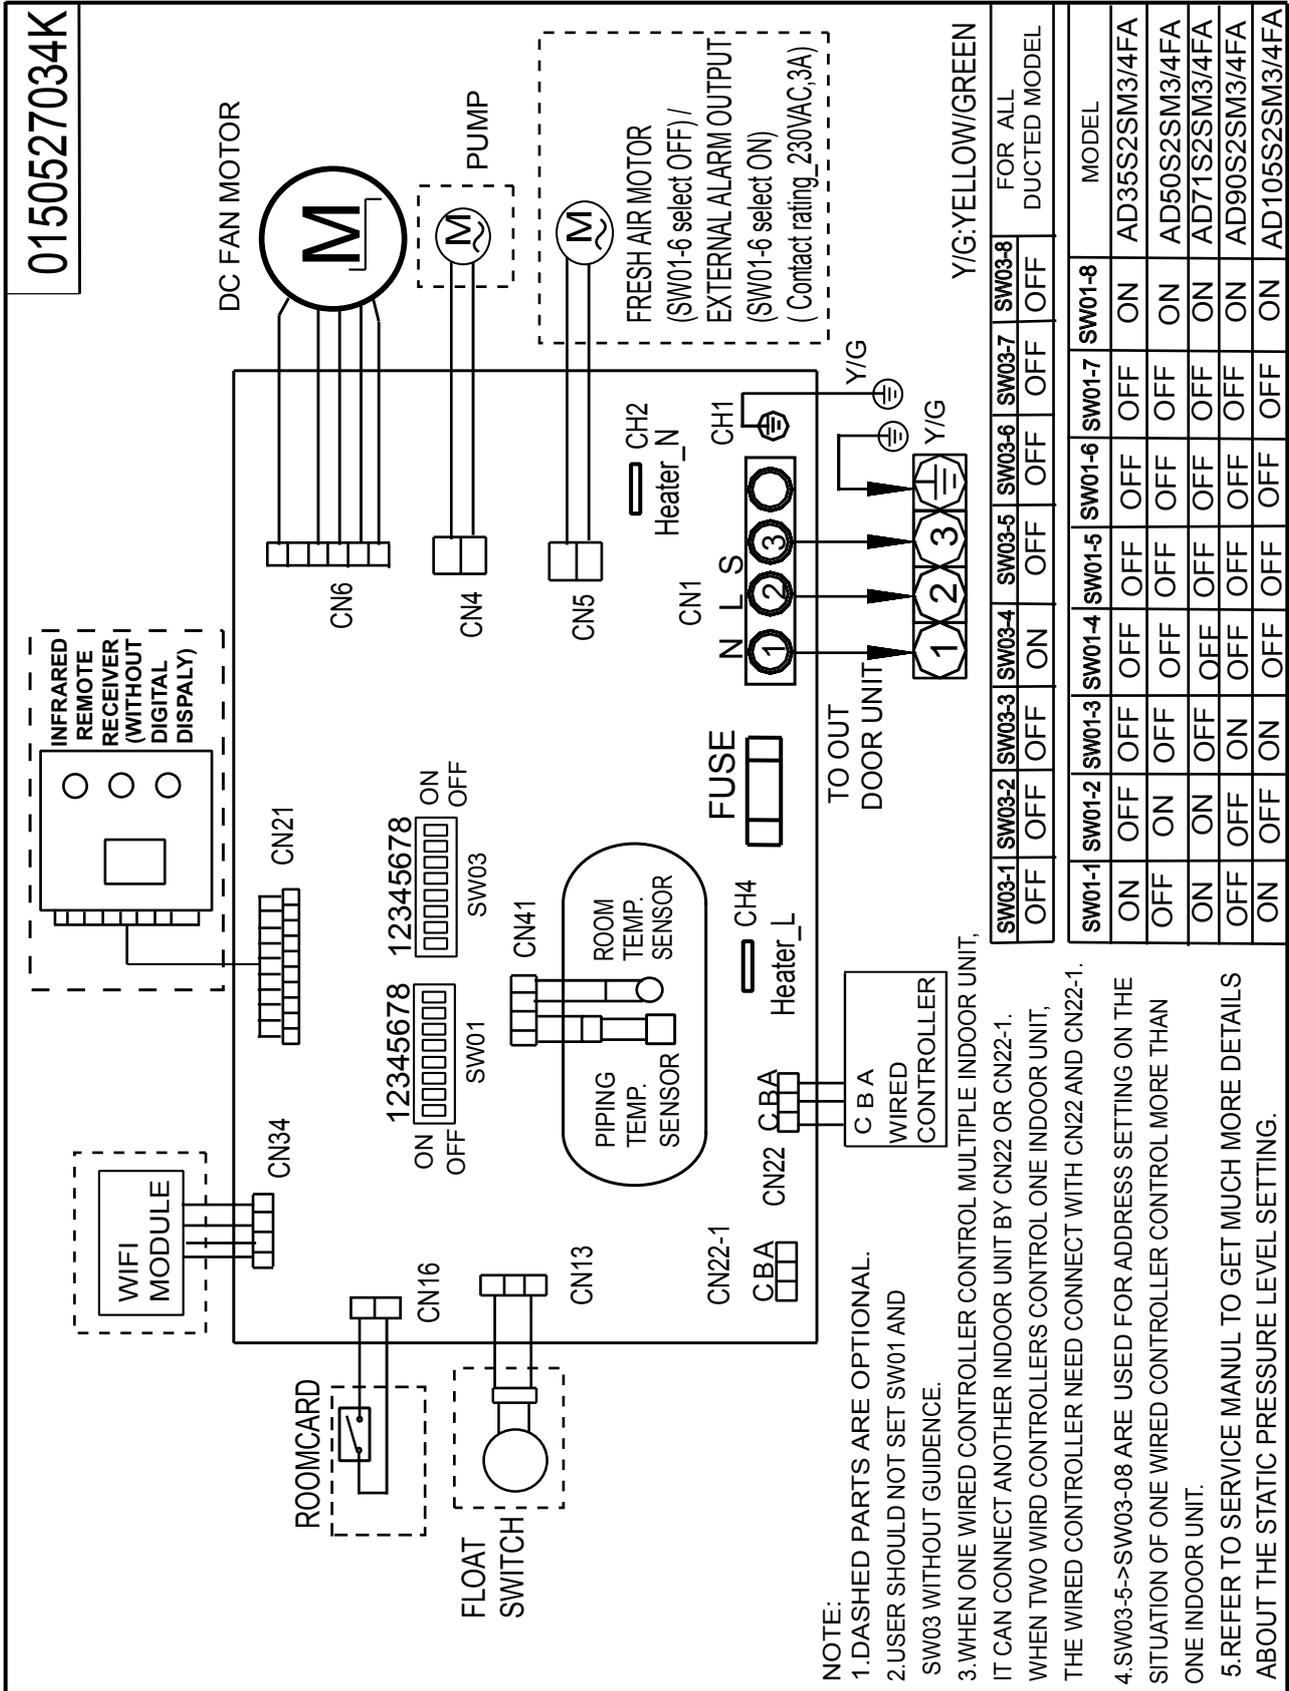 0150527034K
INFRARED
REMOTE
RECEIVER
(WITHOUT
DIGITAL
DISPALY)
WIFI
MODULE
DC FAN MOTOR
M
PUMP
M
M
FRESH AIR MOTOR
(SW01-6 select OFF) /
EXTERNAL ALARM OUTPUT
(SW01-6 select ON)
( Contact rating_230VAC,3A)
ROOMCARD
FLOAT
SWITCH
CN34
CN21
CN6
CN4
CN5
CN16
CN13
12345678
ON
OFF
SW01
12345678
ON
OFF
SW03
CN41
PIPING
TEMP.
SENSOR
ROOM
TEMP.
SENSOR
CN22-1
C B A
CN22
C B A
C B A
WIRED
CONTROLLER
CH4
Heater_L
FUSE
CH2
Heater_N
CN1
N L S
1 2 3
CH1
Y/G
Y/G
TO OUT
DOOR UNIT
1 2 3
Y/G:YELLOW/GREEN
NOTE:
1.DASHED PARTS ARE OPTIONAL.
2.USER SHOULD NOT SET SW01 AND
SW03 WITHOUT GUIDENCE.
3.WHEN ONE WIRED CONTROLLER CONTROL MULTIPLE INDOOR UNIT,
IT CAN CONNECT ANOTHER INDOOR UNIT BY CN22 OR CN22-1.
WHEN TWO WIRD CONTROLLERS CONTROL ONE INDOOR UNIT,
THE WIRED CONTROLLER NEED CONNECT WITH CN22 AND CN22-1.
4.SW03-5->SW03-08 ARE USED FOR ADDRESS SETTING ON THE
SITUATION OF ONE WIRED CONTROLLER CONTROL MORE THAN
ONE INDOOR UNIT.
5.REFER TO SERVICE MANUL TO GET MUCH MORE DETAILS
ABOUT THE STATIC PRESSURE LEVEL SETTING.
SW03-1 SW03-2 SW03-3 SW03-4 SW03-5 SW03-6 SW03-7 SW03-8 FOR ALL
OFF OFF OFF ON OFF OFF OFF OFF DUCTED MODEL
SW01-1 SW01-2 SW01-3 SW01-4 SW01-5 SW01-6 SW01-7 SW01-8 MODEL
ON OFF OFF OFF OFF OFF OFF ON AD35S2SM3/4FA
OFF ON OFF OFF OFF OFF OFF ON AD50S2SM3/4FA
ON ON OFF OFF OFF OFF OFF ON AD71S2SM3/4FA
OFF OFF ON OFF OFF OFF OFF ON AD90S2SM3/4FA
ON OFF ON OFF OFF OFF OFF ON AD105S2SM3/4FA